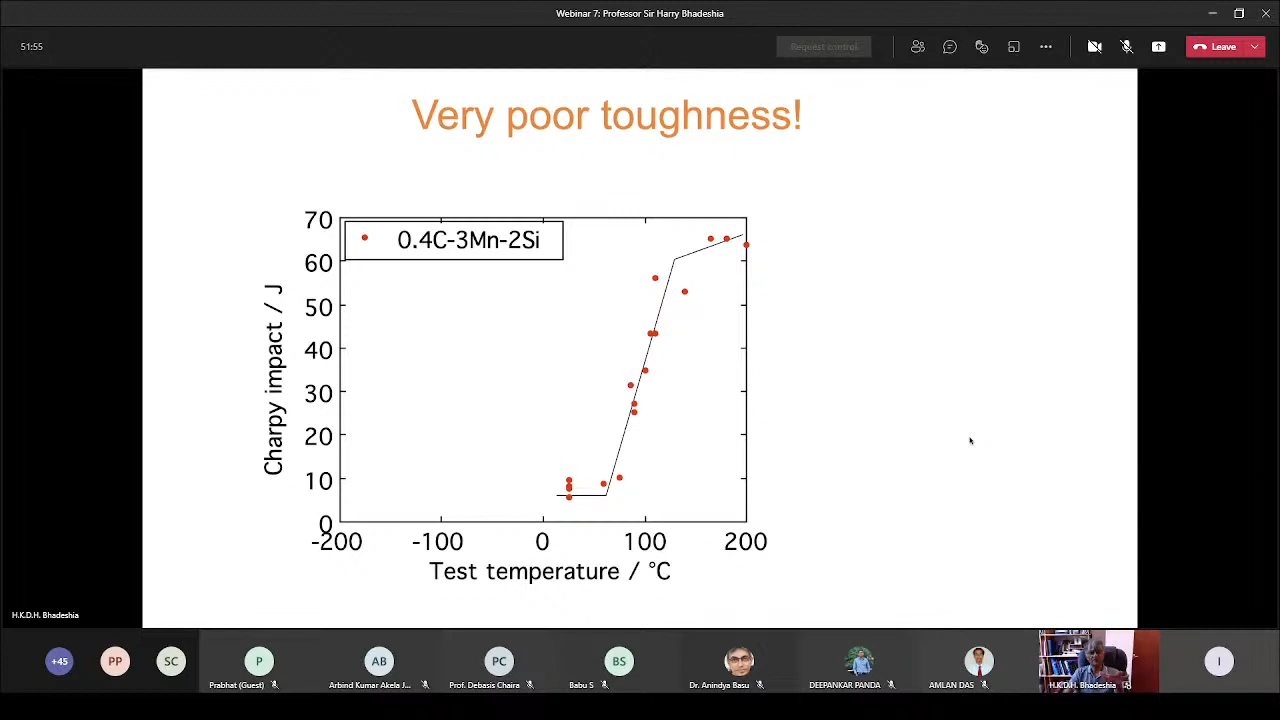 Webinar 7: Professor Sir Harry Bhadeshia
51:55
Request control
Leave
Very poor toughness!
0.4C-3Mn-2Si
70
60
50
40
30
20
10
0
Charpy impact / J
-200 -100 0 100 200
Test temperature / °C
H.K.D.H. Bhadeshia
+45 PP SC P AB PC BS I
Prabhat (Guest) Arbind Kumar Akela J... Prof. Debasis Chaira Babu S Dr. Anindya Basu DEEPANKAR PANDA AMLAN DAS H.K.D.H. Bhadeshia